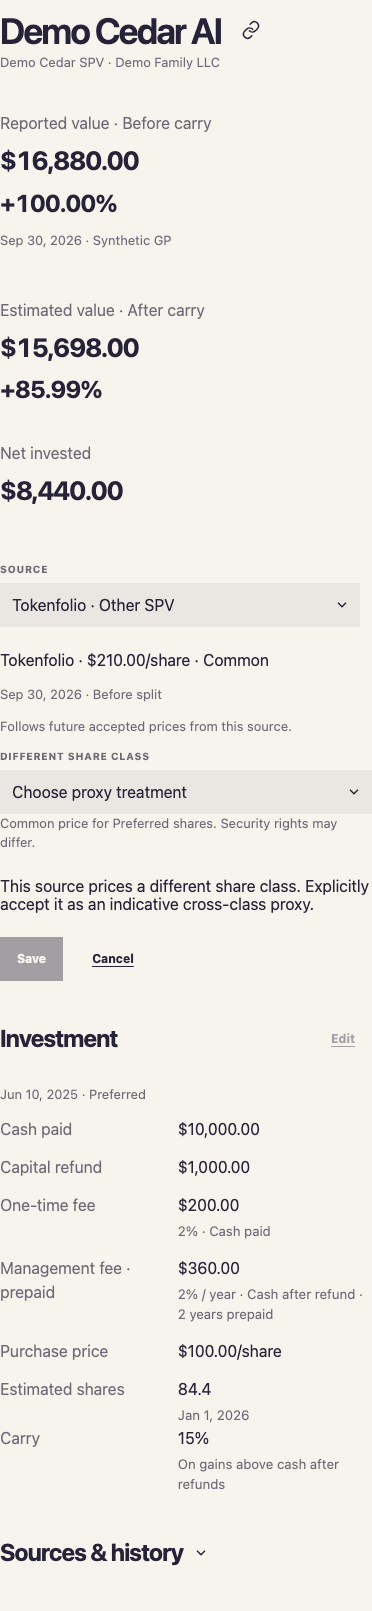 Demo Cedar AI
Demo Cedar SPV · Demo Family LLC
Reported value · Before carry
$16,880.00
+100.00%
Sep 30, 2026 · Synthetic GP
Estimated value · After carry
$15,698.00
+85.99%
Net invested
$8,440.00
SOURCE
Tokenfolio · Other SPV
Tokenfolio · $210.00/share · Common
Sep 30, 2026 · Before split
Follows future accepted prices from this source.
DIFFERENT SHARE CLASS
Choose proxy treatment
Common price for Preferred shares. Security rights may
differ.
This source prices a different share class. Explicitly
accept it as an indicative cross-class proxy.
Save Cancel
Investment Edit
Jun 10, 2025 · Preferred
Cash paid $10,000.00
Capital refund $1,000.00
One-time fee $200.00
2% · Cash paid
Management fee · $360.00
prepaid 2% / year · Cash after refund ·
2 years prepaid
Purchase price $100.00/share
Estimated shares 84.4
Jan 1, 2026
Carry 15%
On gains above cash after
refunds
Sources & history